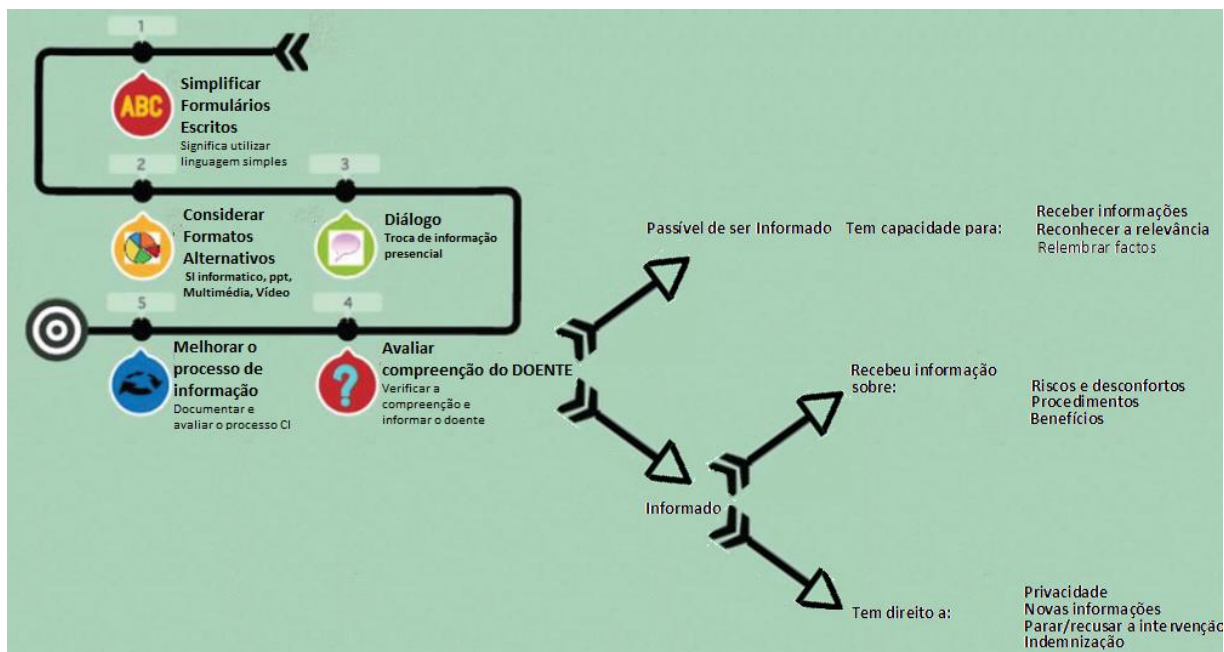 1
Simplificar
Formulários
Escritos
Significa utilizar
linguagem simples
2
Considerar
Formatos
Alternativos
SI informatico, ppt,
Multimédia, Vídeo
3
Diálogo
Troca de informação
presencial
4
Avaliar
compreenção do DOENTE
Verificar a
compreenção e
informar o doente
5
Melhorar o
processo de
informação
Documentar e
avaliar o processo CI
ABC
?
Passível de ser Informado
Tem capacidade para:
Receber informações
Reconhecer a relevância
Relembrar factos
Informado
Recebeu informação
sobre:
Riscos e desconfortos
Procedimentos
Benefícios
Tem direito a:
Privacidade
Novas informações
Parar/recusar a intervenção
Indemnização